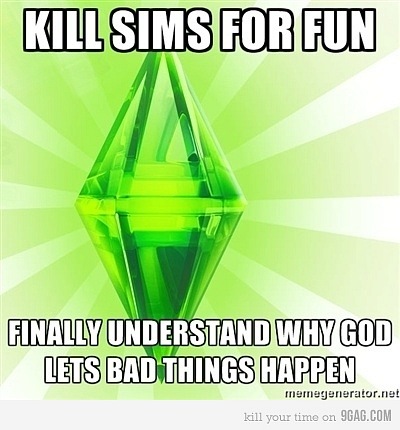 KILL SIMS FOR FUN
FINALLY UNDERSTAND WHY GOD
LETS BAD THINGS HAPPEN
memegenerator.net
kill your time on 9GAG.COM